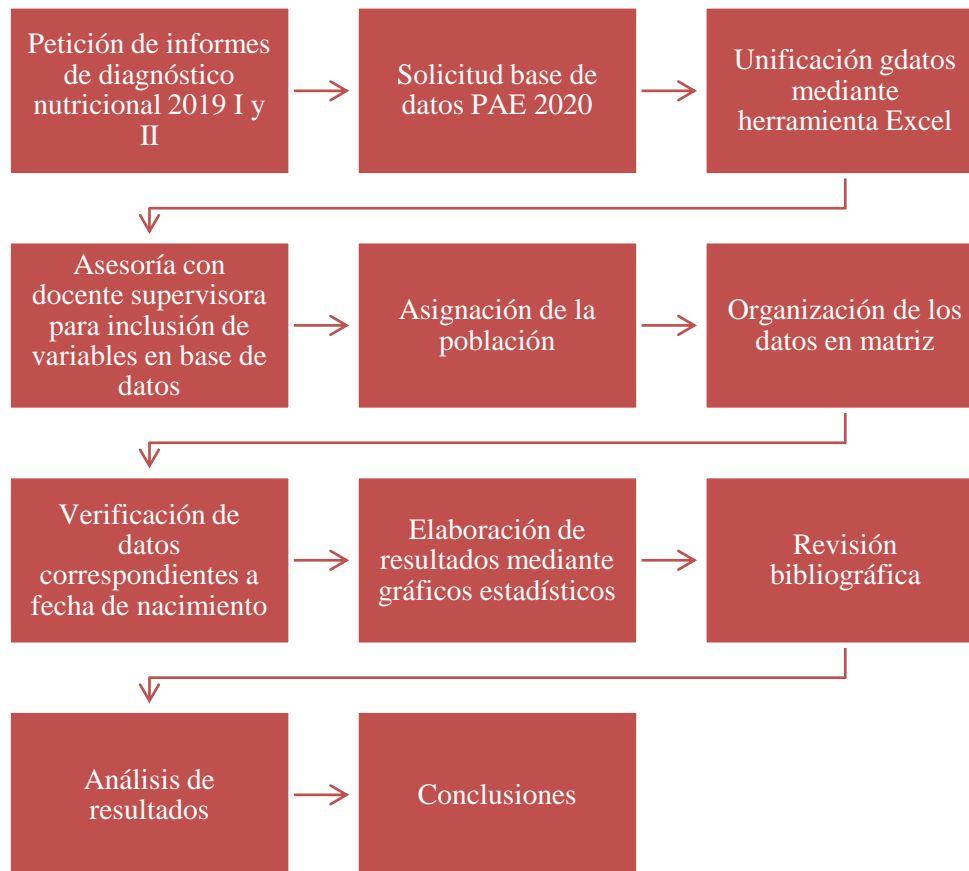 Petición de informes
de diagnóstico
nutricional 2019 I y
II
Solicitud base de
datos PAE 2020
Unificación gdatos
mediante
herramienta Excel
Asesoría con
docente supervisora
para inclusión de
variables en base de
datos
Asignación de la
población
Organización de los
datos en matriz
Verificación de
datos
correspondientes a
fecha de nacimiento
Elaboración de
resultados mediante
gráficos estadísticos
Revisión
bibliográfica
Análisis de
resultados
Conclusiones